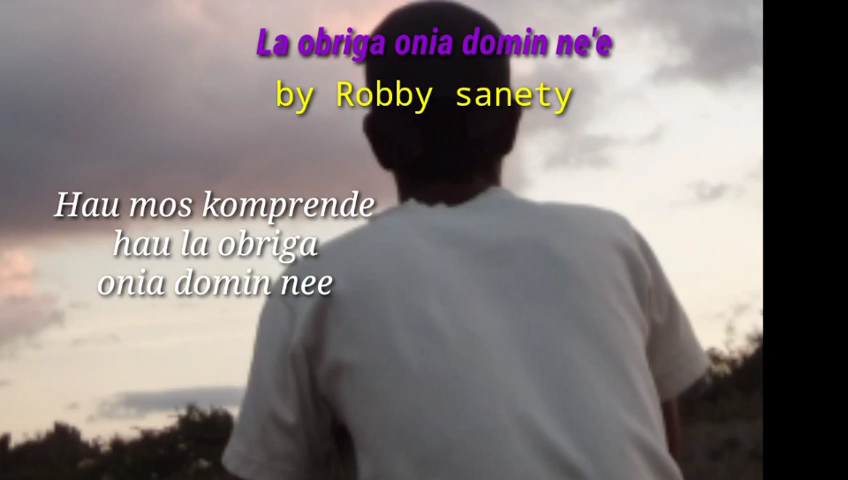 La obriga onia domin ne'e
by Robby sanety
Hau mos komprende
hau la obriga
onia domin nee